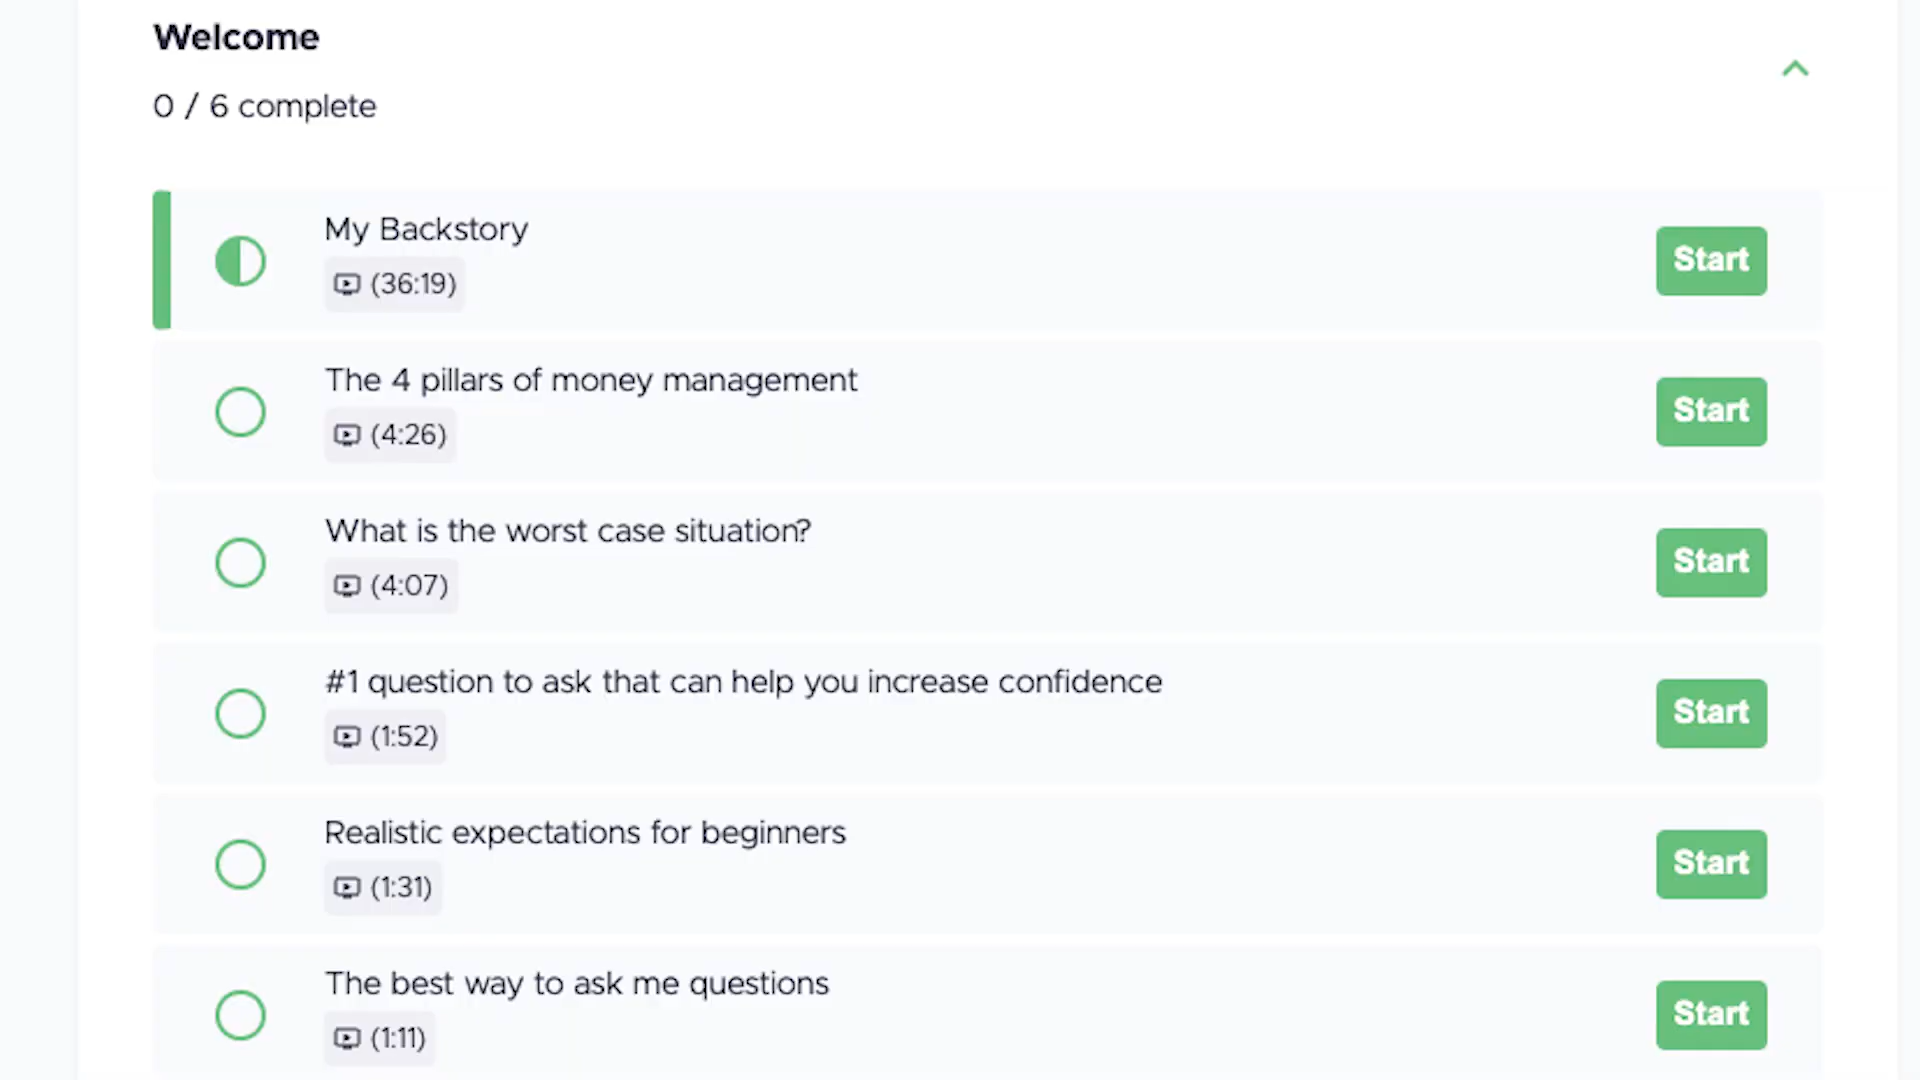 Welcome
0 / 6 complete
My Backstory
(36:19)
Start
The 4 pillars of money management
(4:26)
Start
What is the worst case situation?
(4:07)
Start
#1 question to ask that can help you increase confidence
(1:52)
Start
Realistic expectations for beginners
(1:31)
Start
The best way to ask me questions
(1:11)
Start